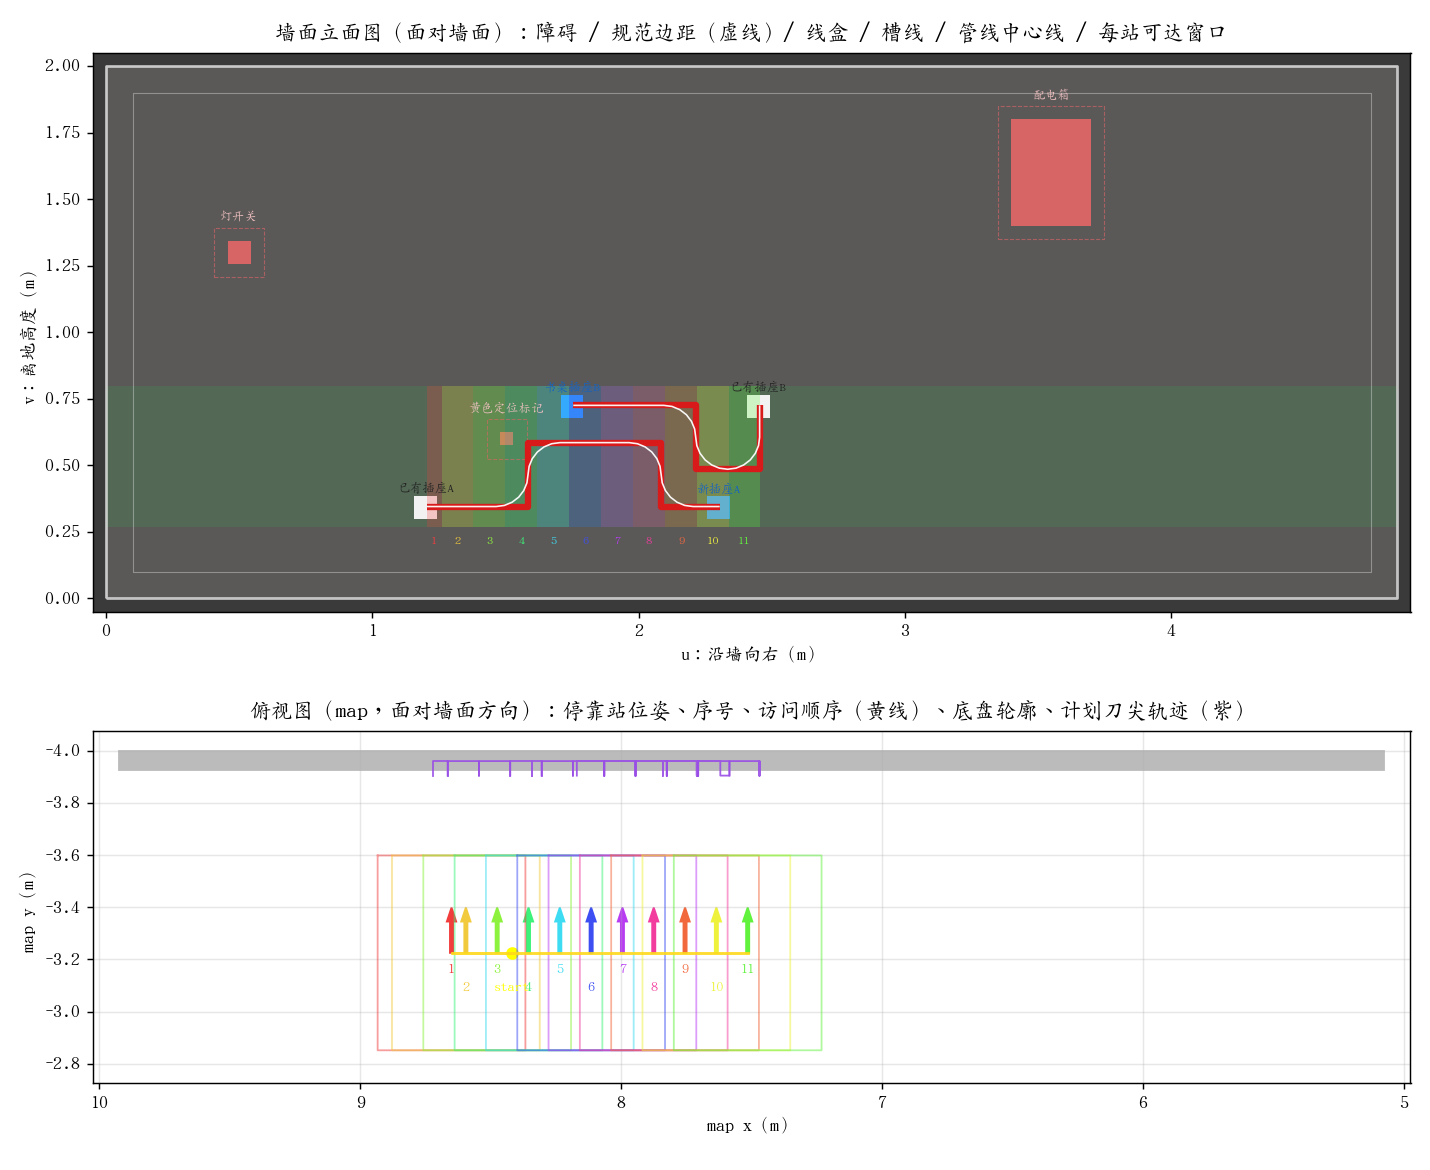 墙面立面图（面对墙面）：障碍 / 规范边距（虚线）/ 线盒 / 槽线 / 管线中心线 / 每站可达窗口
2.00
1.75
1.50
1.25
1.00
0.75
0.50
0.25
0.00
v：离地高度（m）
配电箱
灯开关
已有插座B
黄色定位标记
已有插座A
新插座A
1 2 3 4 5 6 7 8 9 10 11
0 1 2 3 4
u：沿墙向右（m）
俯视图（map，面对墙面方向）：停靠站位姿、序号、访问顺序（黄线）、底盘轮廓、计划刀尖轨迹（紫）
-4.0
-3.8
-3.6
-3.4
-3.2
-3.0
-2.8
map y（m）
1 3 5 7 9 11
2 4 6 8 10
10 9 8 7 6 5
map x（m）